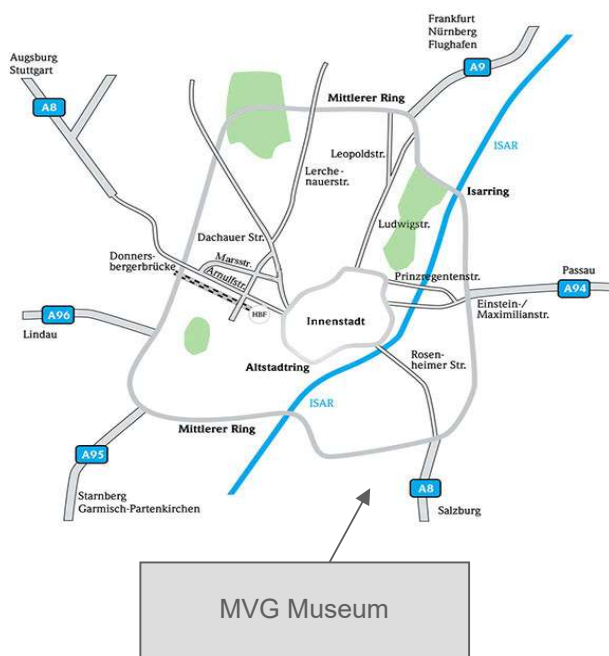 Frankfurt
Nürnberg
Flughafen
A9
Augsburg
Stuttgart
A8
Mittlerer Ring
ISAR
Leopoldstr.
Lerche-
nauerstr.
Isarring
Ludwigstr.
Dachauer Str.
Donners-
bergerbrücke
Marsstr.
Arnulfstr.
Prinzregentenstr.
Passau
A94
HBF
Innenstadt
Einstein-/
Maximilianstr.
A96
Lindau
Rosen-
heimer Str.
Altstadtring
ISAR
Mittlerer Ring
A95
A8
Starnberg
Garmisch-Partenkirchen
Salzburg
MVG Museum